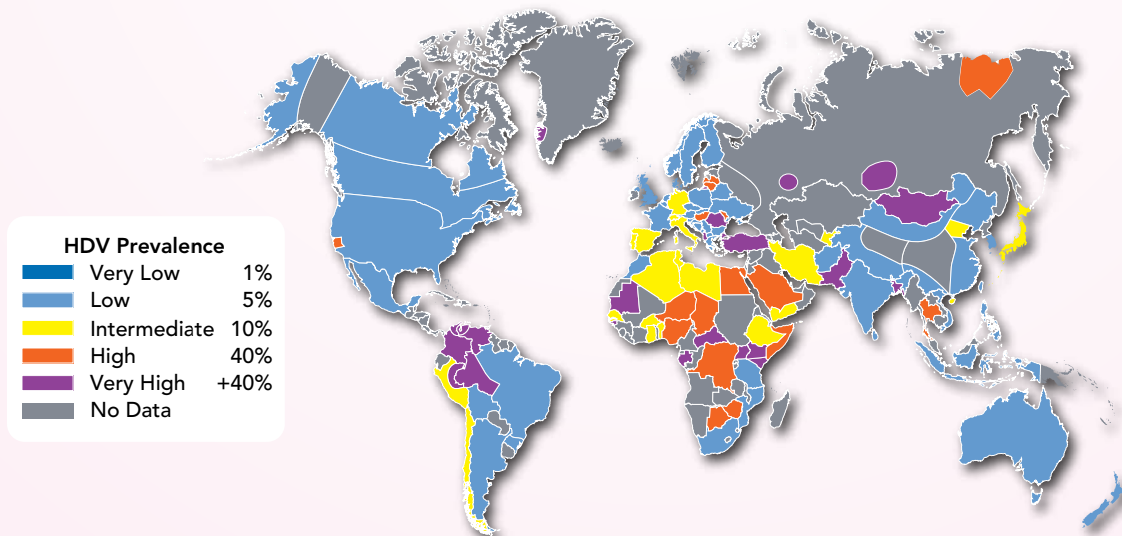 HDV Prevalence
Very Low 1%
Low 5%
Intermediate 10%
High 40%
Very High +40%
No Data